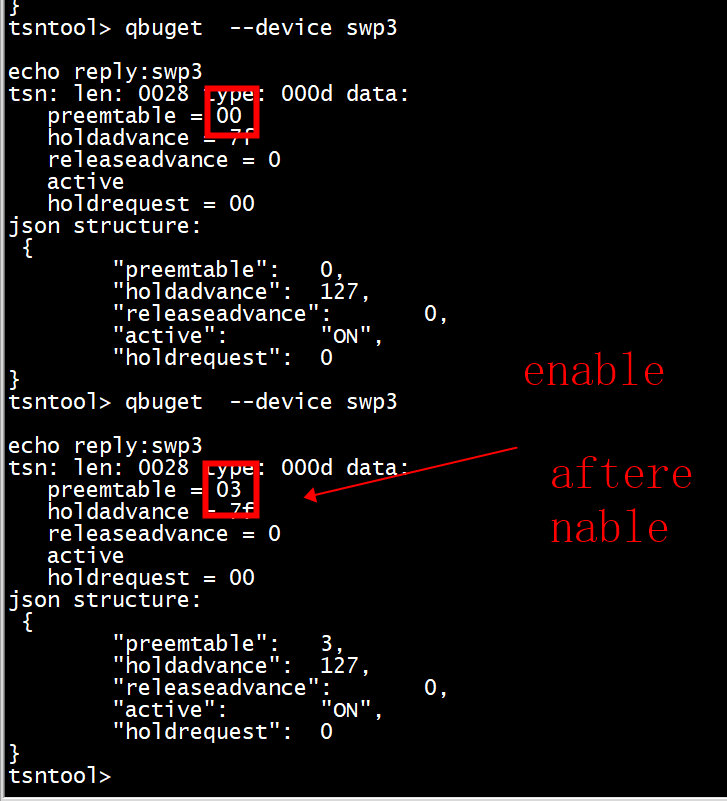 }
tsntool> qbuget  --device swp3
echo reply:swp3
tsn: len: 0028 type: 000d data:
   preemtable = 00
   holdadvance = 7f
   releaseadvance = 0
   active
   holdrequest = 00
json structure:
 {
        "preemtable":   0,
        "holdadvance":  127,
        "releaseadvance":       0,
        "active":       "ON",
        "holdrequest":  0
}
tsntool> qbuget  --device swp3
enable
echo reply:swp3
tsn: len: 0028 type: 000d data:
   preemtable = 03
   holdadvance = 7f
   releaseadvance = 0
   active
   holdrequest = 00
aftere
nable
json structure:
 {
        "preemtable":   3,
        "holdadvance":  127,
        "releaseadvance":       0,
        "active":       "ON",
        "holdrequest":  0
}
tsntool>